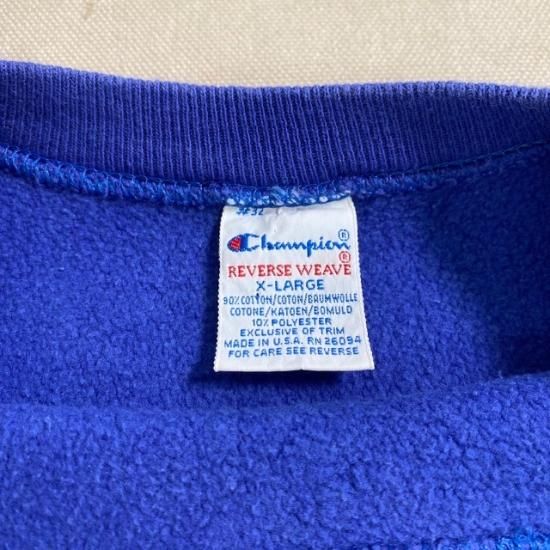 #32
Champion®
REVERSE WEAVE®
X-LARGE
90% COTTON/COTON/BAUMWOLLE
COTONE/KATOEN/BOMULD
10% POLYESTER
EXCLUSIVE OF TRIM
MADE IN U.S.A. RN 26094
FOR CARE SEE REVERSE